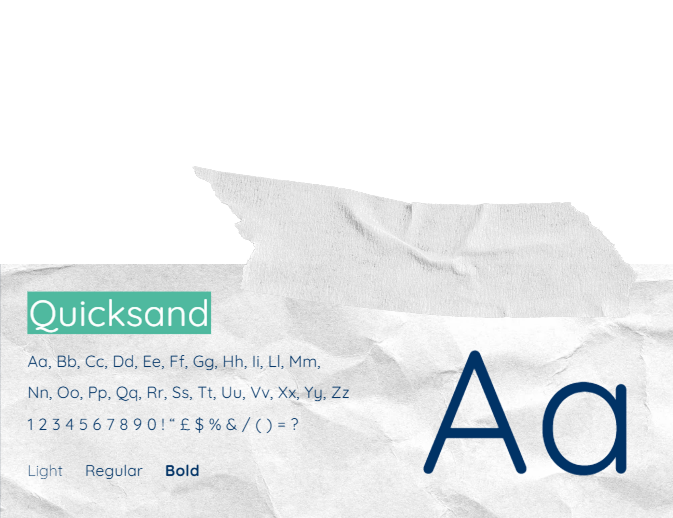 Quicksand
Aa, Bb, Cc, Dd, Ee, Ff, Gg, Hh, Ii, Ll, Mm,
Nn, Oo, Pp, Qq, Rr, Ss, Tt, Uu, Vv, Xx, Yy, Zz
1 2 3 4 5 6 7 8 9 0 ! “ £ $ % & / ( ) = ?
Light Regular Bold
Aa